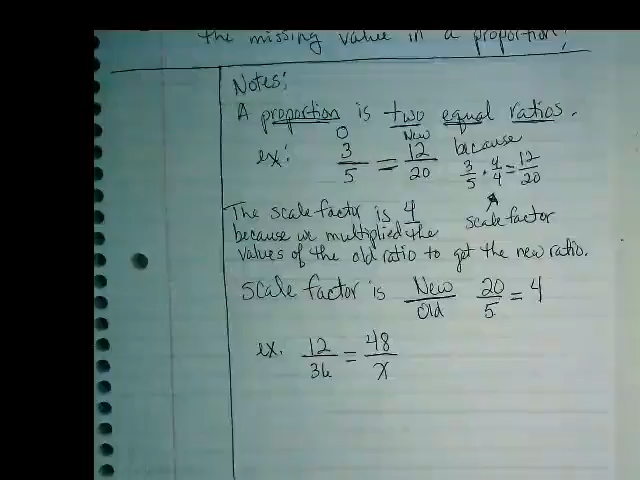 the missing value in a proportion!
Notes:
A proportion is two equal ratios.
O New
ex: 3/5 = 12/20 because 3/5 · 4/4 = 12/20
The scale factor is 4 scale factor
because we multiplied the
values of the old ratio to get the new ratio.
scale factor is New/Old 20/5 = 4
ex. 12/36 = 48/x